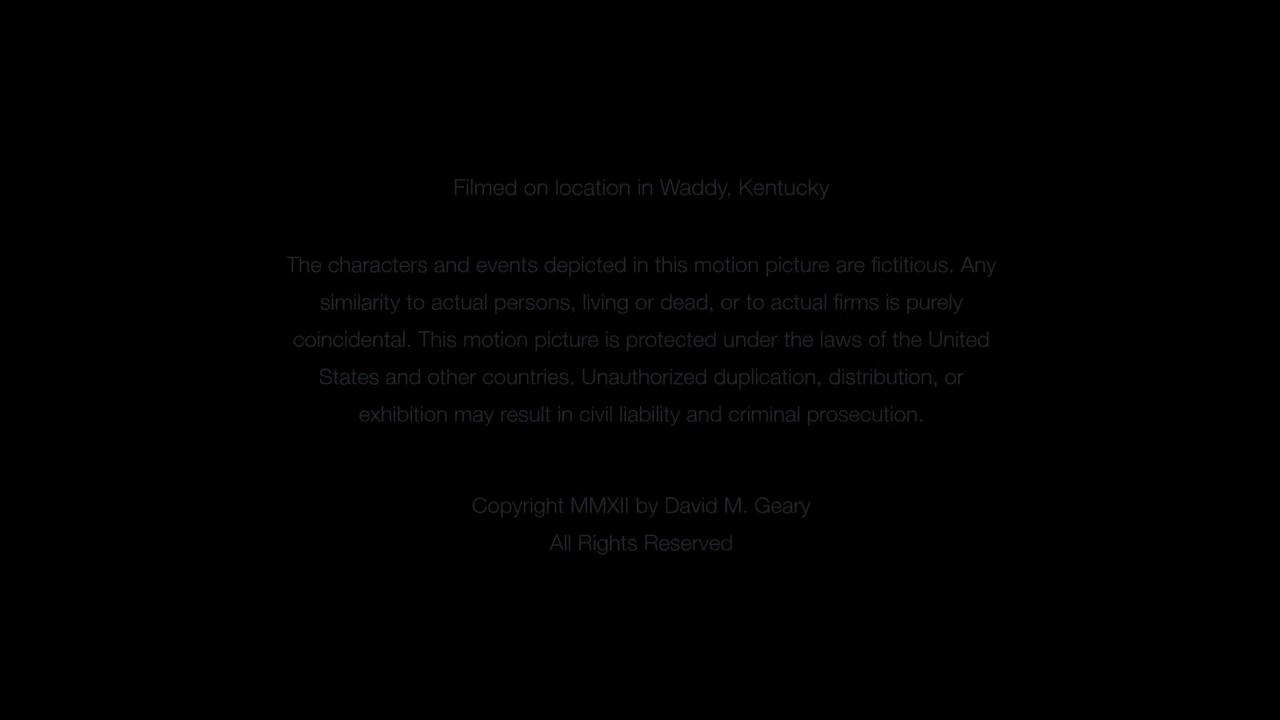 Filmed on location in Waddy, Kentucky
The characters and events depicted in this motion picture are fictitious. Any
similarity to actual persons, living or dead, or to actual firms is purely
coincidental. This motion picture is protected under the laws of the United
States and other countries. Unauthorized duplication, distribution, or
exhibition may result in civil liability and criminal prosecution.
Copyright MMXII by David M. Geary
All Rights Reserved